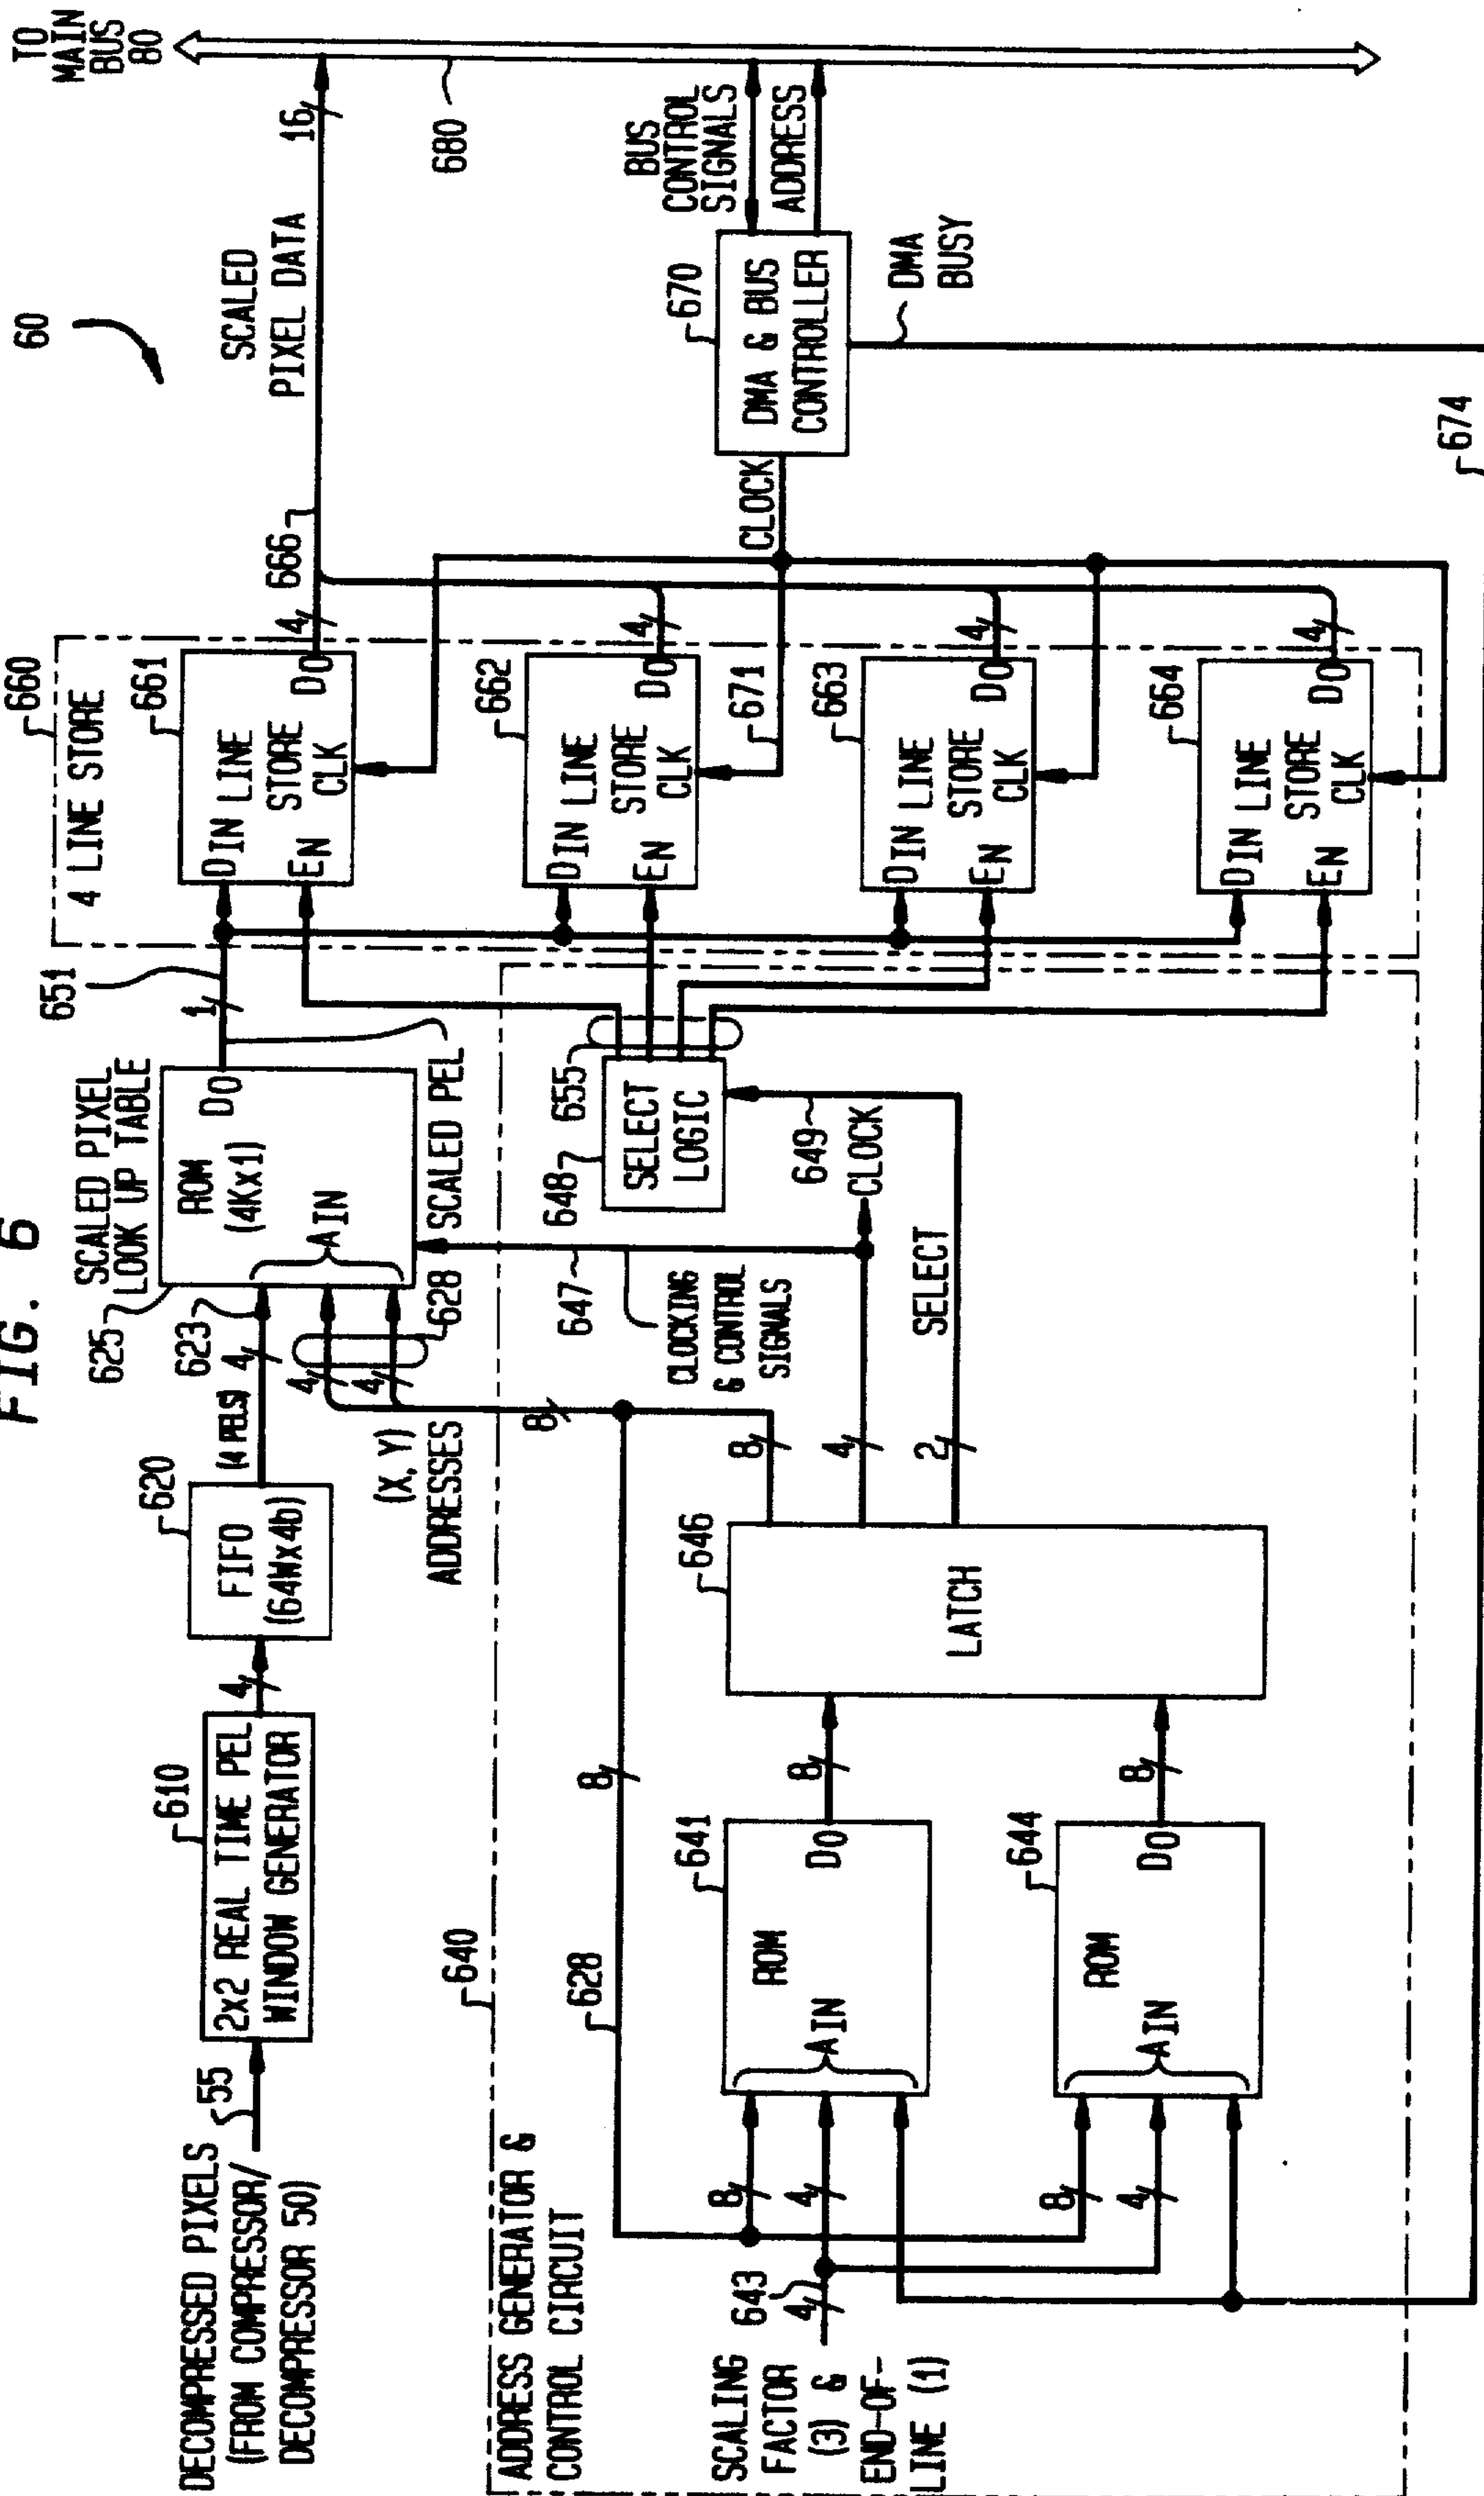 FIG. 6
60
DECOMPRESSED PIXELS
(FROM COMPRESSOR/
DECOMPRESSOR 50)
55
610
2x2 REAL TIME PEL
WINDOW GENERATOR
4
620
FIFO
(64Wx4b)
(4 PELS)
4
623
625
SCALED PIXEL
LOOK UP TABLE
ROM
(4Kx1)
AIN
DO
4
4
628
(X,Y)
ADDRESSES
8
SCALED PEL
1
651
660
4 LINE STORE
661
DIN LINE
STORE
EN
CLK
DO
4
666
SCALED
PIXEL DATA
16
TO
MAIN
BUS
80
680
662
DIN LINE
STORE
EN
CLK
DO
4
671
663
DIN LINE
STORE
EN
CLK
DO
4
664
DIN LINE
STORE
EN
CLK
DO
4
CLOCK
670
DMA & BUS
CONTROLLER
BUS
CONTROL
SIGNALS
ADDRESS
DMA
BUSY
674
640
ADDRESS GENERATOR &
CONTROL CIRCUIT
628
8
SCALING
FACTOR
(3) &
END-OF-
LINE (1)
643
4
8
4
641
ROM
AIN
DO
8
8
4
644
ROM
AIN
DO
8
646
LATCH
8
4
2
647
CLOCKING
& CONTROL
SIGNALS
CLOCK
SELECT
649
648
SELECT
LOGIC
655